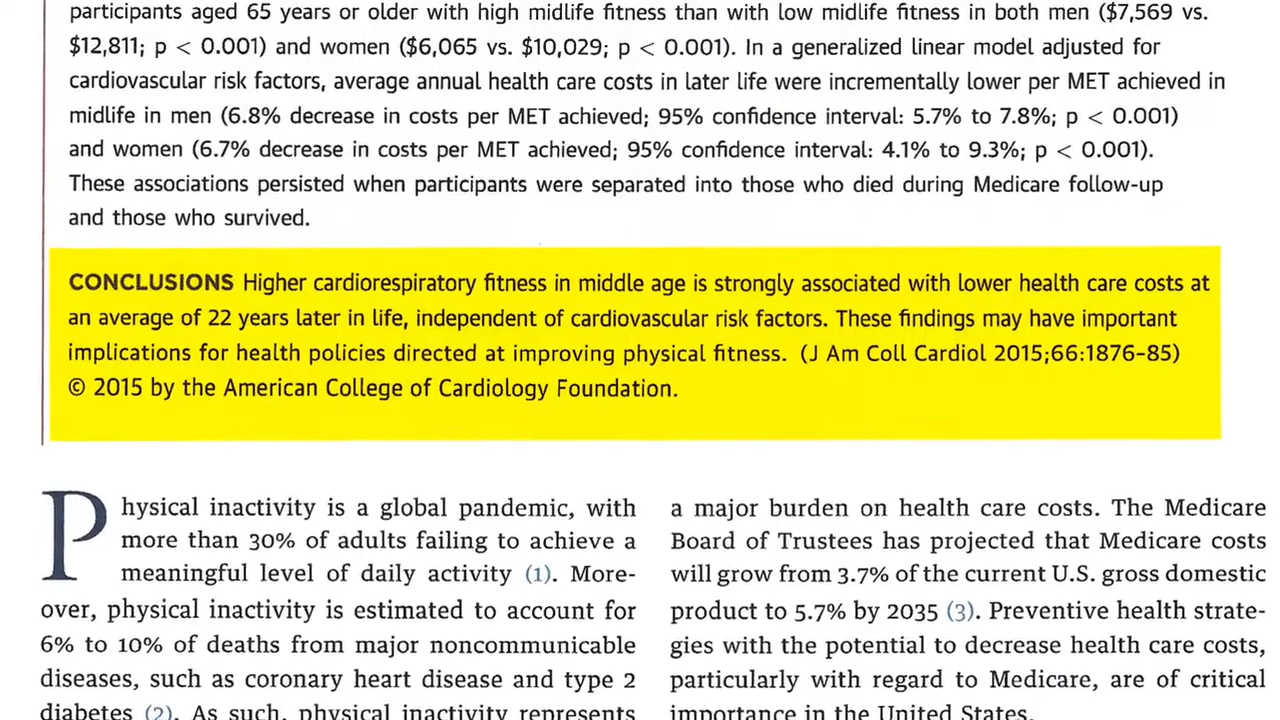 participants aged 65 years or older with high midlife fitness than with low midlife fitness in both men ($7,569 vs.
$12,811; p < 0.001) and women ($6,065 vs. $10,029; p < 0.001). In a generalized linear model adjusted for
cardiovascular risk factors, average annual health care costs in later life were incrementally lower per MET achieved in
midlife in men (6.8% decrease in costs per MET achieved; 95% confidence interval: 5.7% to 7.8%; p < 0.001)
and women (6.7% decrease in costs per MET achieved; 95% confidence interval: 4.1% to 9.3%; p < 0.001).
These associations persisted when participants were separated into those who died during Medicare follow-up
and those who survived.
CONCLUSIONS Higher cardiorespiratory fitness in middle age is strongly associated with lower health care costs at
an average of 22 years later in life, independent of cardiovascular risk factors. These findings may have important
implications for health policies directed at improving physical fitness. (J Am Coll Cardiol 2015;66:1876-85)
© 2015 by the American College of Cardiology Foundation.
Physical inactivity is a global pandemic, with
more than 30% of adults failing to achieve a
meaningful level of daily activity (1). More-
over, physical inactivity is estimated to account for
6% to 10% of deaths from major noncommunicable
diseases, such as coronary heart disease and type 2
diabetes (2). As such, physical inactivity represents
a major burden on health care costs. The Medicare
Board of Trustees has projected that Medicare costs
will grow from 3.7% of the current U.S. gross domestic
product to 5.7% by 2035 (3). Preventive health strate-
gies with the potential to decrease health care costs,
particularly with regard to Medicare, are of critical
importance in the United States.